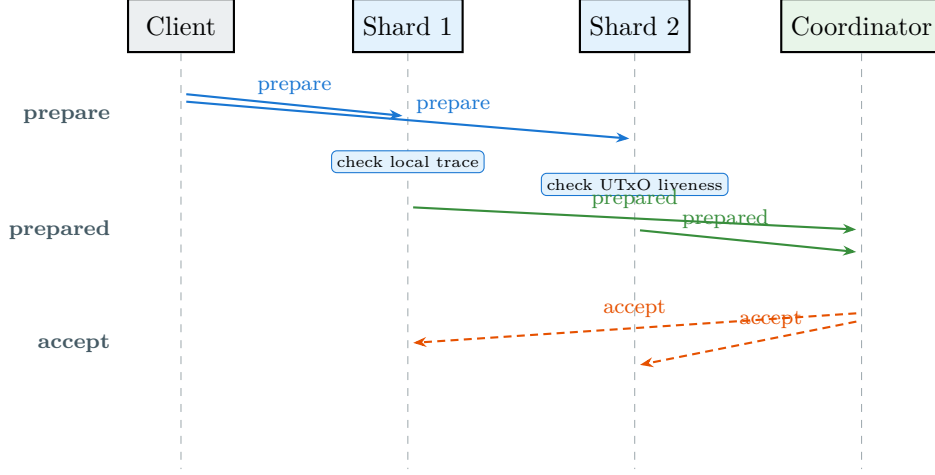 Client
Shard 1
Shard 2
Coordinator
prepare
prepare
prepare
check local trace
check UTxO liveness
prepared
prepared
prepared
accept
accept
accept